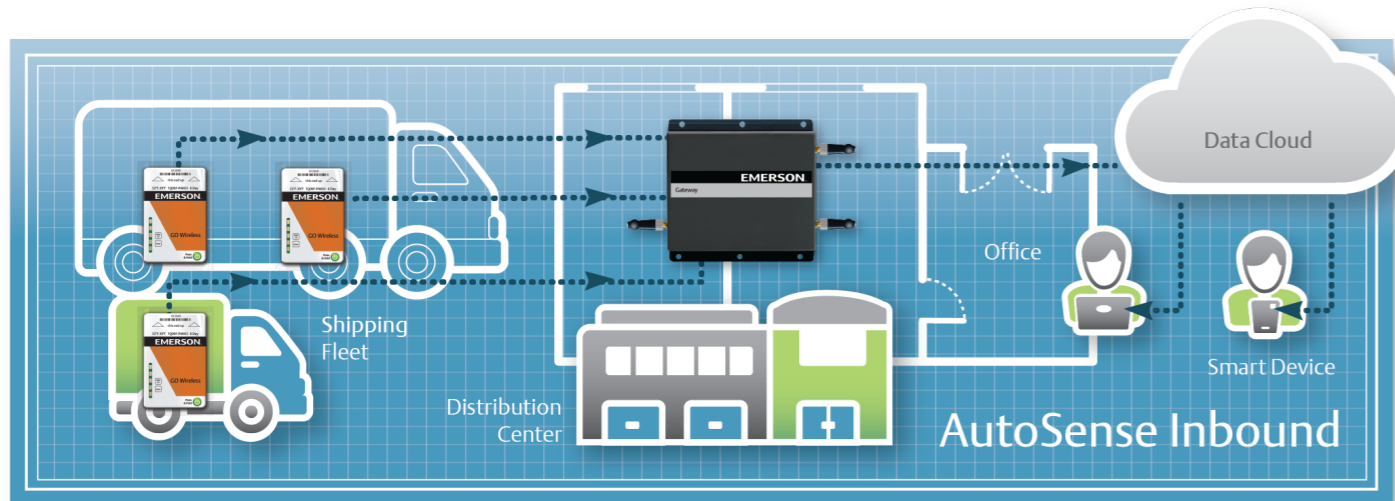 Data Cloud
EMERSON
Gateway
EMERSON
GO Wireless
EMERSON
GO Wireless
Office
Shipping
Fleet
EMERSON
GO Wireless
Smart Device
Distribution
Center
AutoSense Inbound